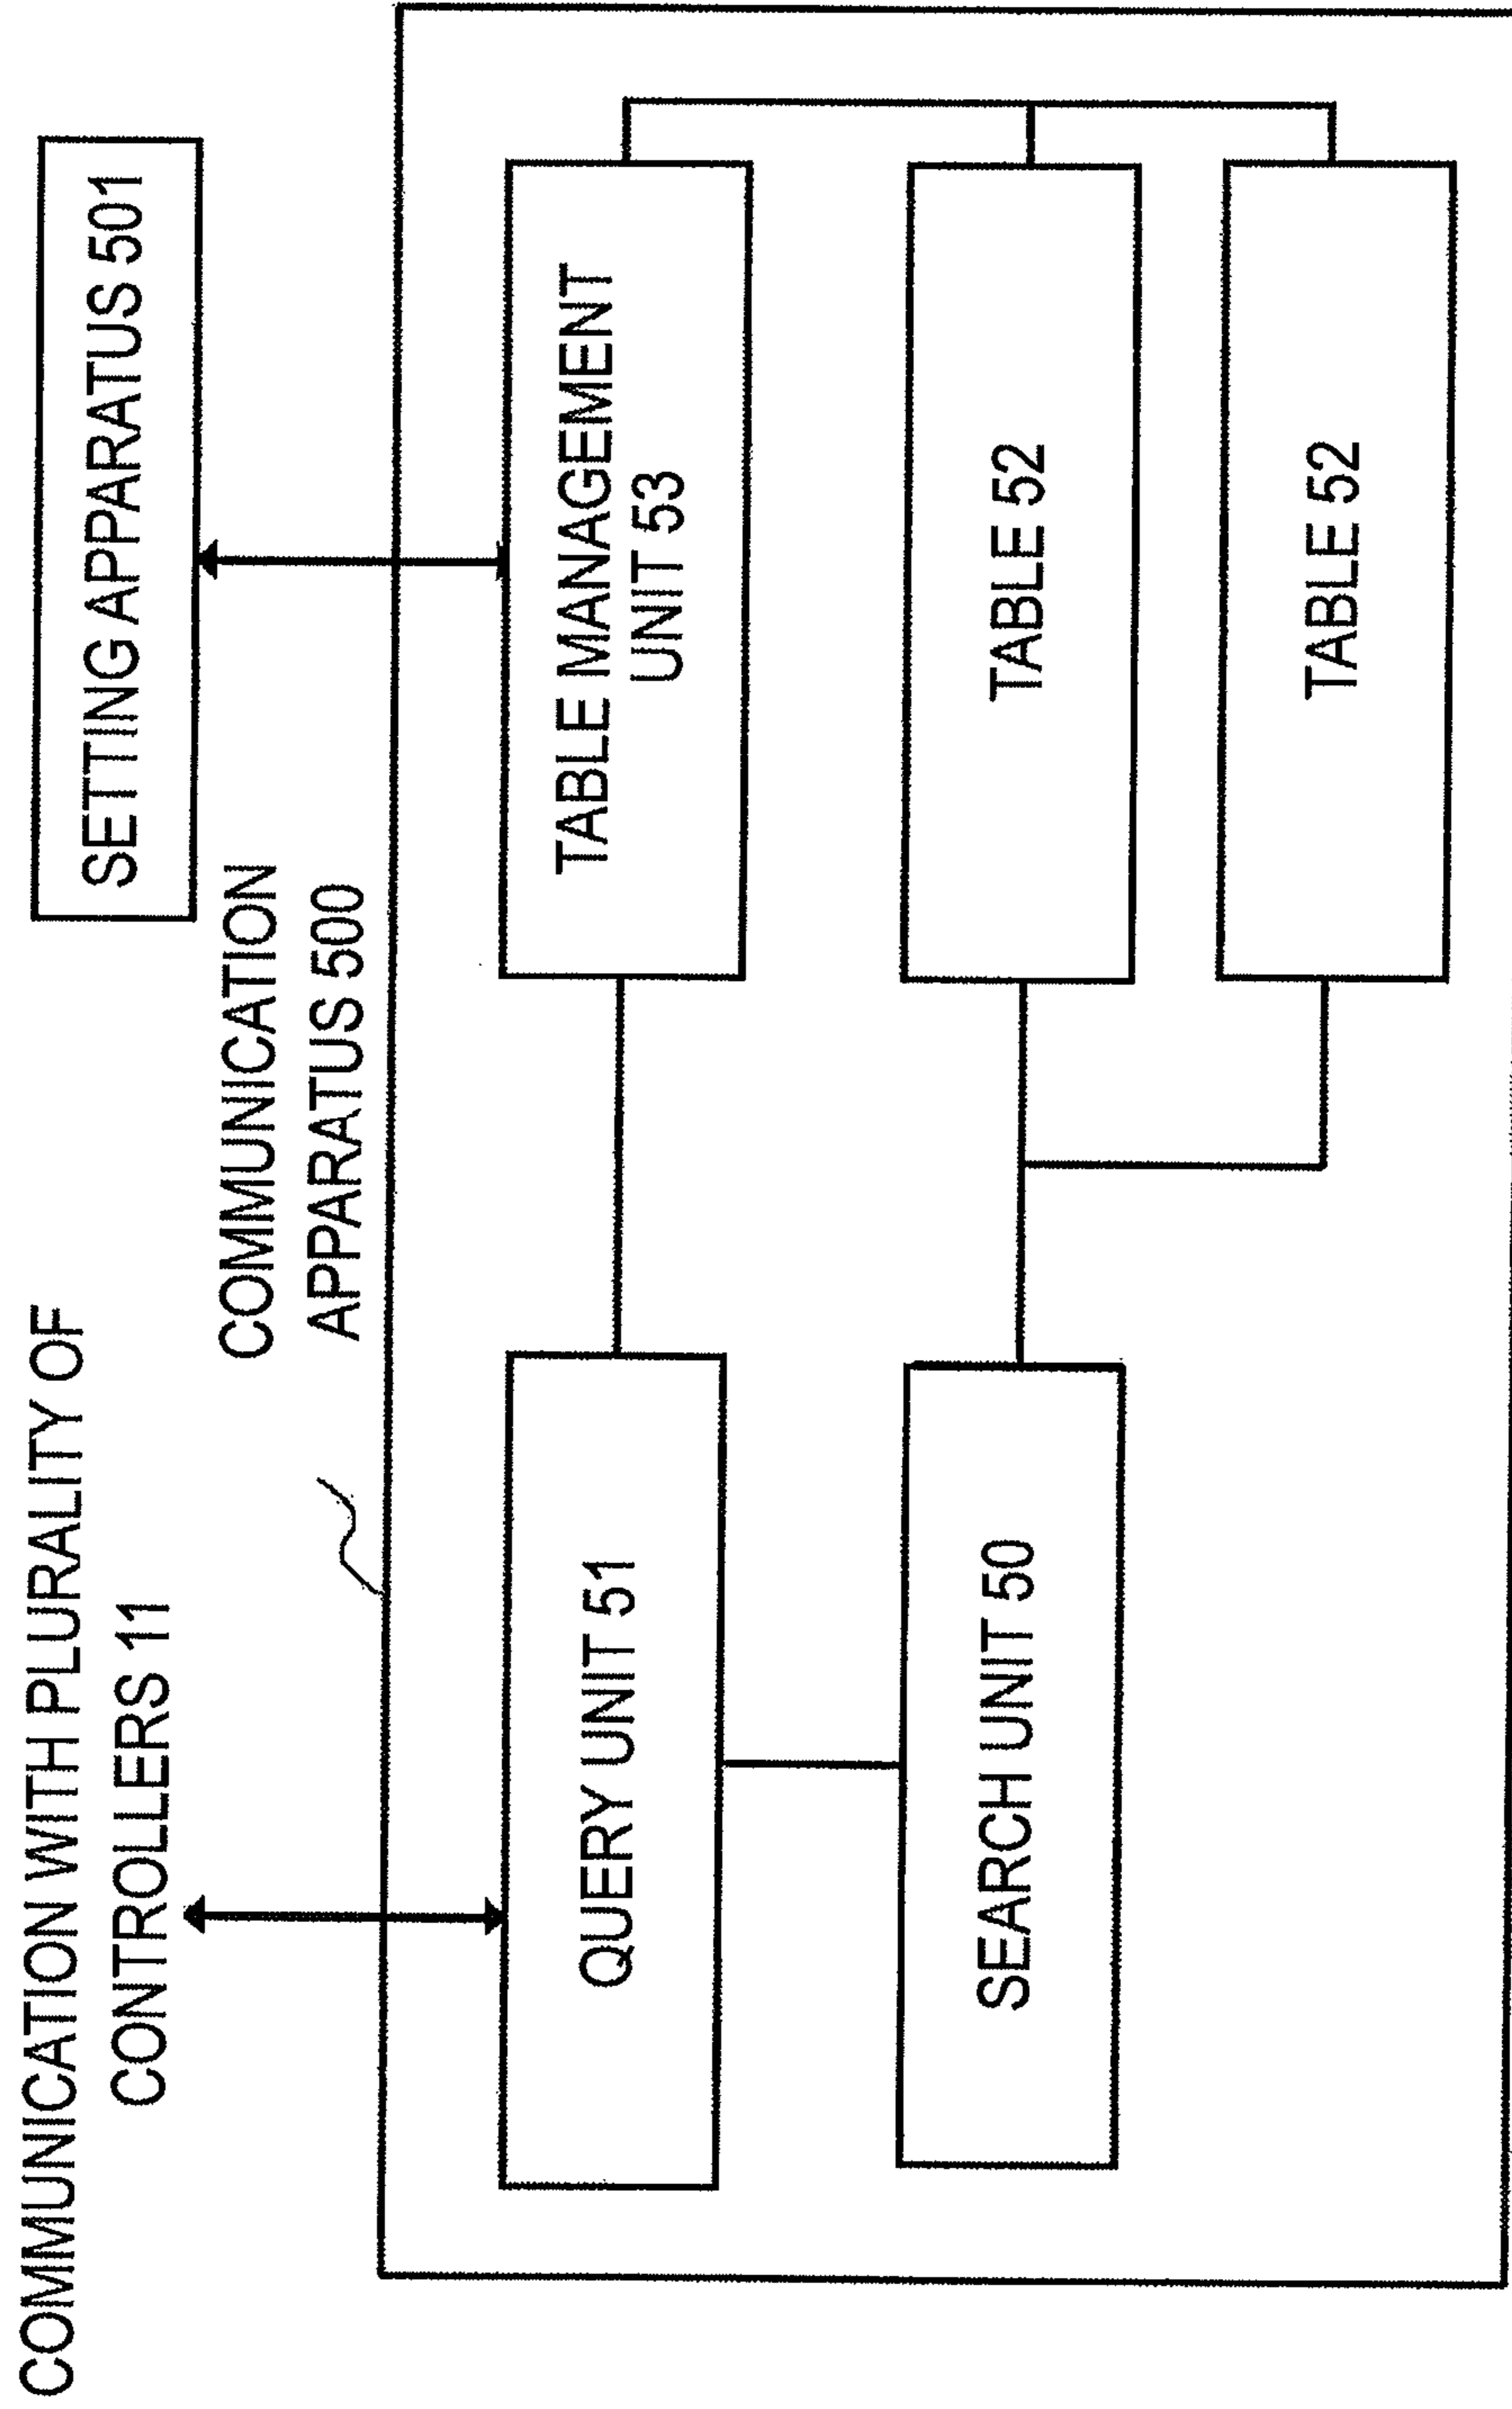 COMMUNICATION WITH PLURALITY OF
CONTROLLERS 11
SETTING APPARATUS 501
COMMUNICATION
APPARATUS 500
QUERY UNIT 51
TABLE MANAGEMENT
UNIT 53
SEARCH UNIT 50
TABLE 52
TABLE 52